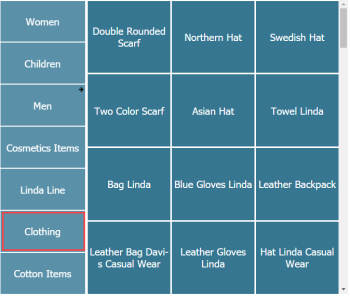 Women
Children
Men
Cosmetics Items
Linda Line
Clothing
Cotton Items
Double Rounded
Scarf
Northern Hat
Swedish Hat
Two Color Scarf
Asian Hat
Towel Linda
Bag Linda
Blue Gloves Linda
Leather Backpack
Leather Bag Davi-
s Casual Wear
Leather Gloves
Linda
Hat Linda Casual
Wear